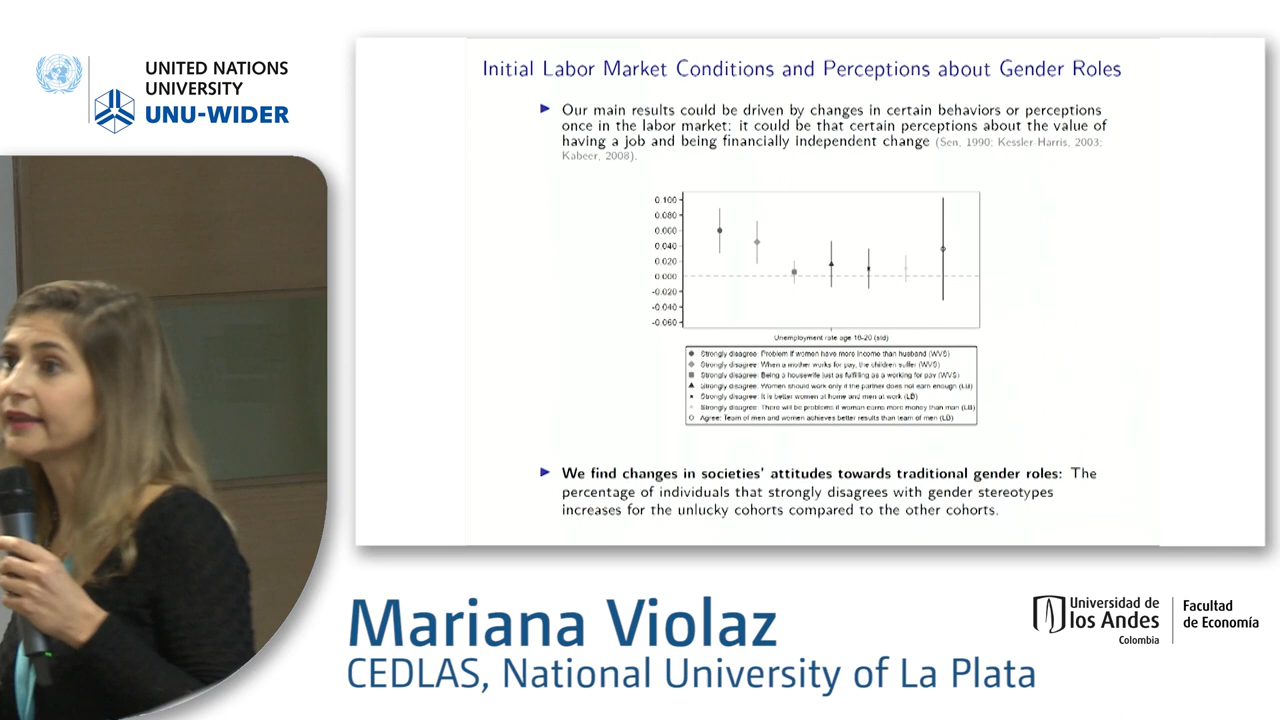 UNITED NATIONS
UNIVERSITY
UNU-WIDER
Initial Labor Market Conditions and Perceptions about Gender Roles
Our main results could be driven by changes in certain behaviors or perceptions
once in the labor market: it could be that certain perceptions about the value of
having a job and being financially independent change (Sen, 1990; Kessler-Harris, 2003;
Kabeer, 2008).
0.100
0.080
0.060
0.040
0.020
0.000
-0.020
-0.040
-0.060
Unemployment rate age 18-20 (std)
Strongly disagree: Problem if women have more income than husband (WVS)
Strongly disagree: When a mother works for pay, the children suffer (WVS)
Strongly disagree: Being a housewife just as fulfilling as a working for pay (WVS)
Strongly disagree: Women should work only if the partner does not earn enough (LB)
Strongly disagree: It is better women at home and men at work (LB)
Strongly disagree: There will be problems if woman earns more money than man (LB)
Agree: Team of men and women achieves better results than team of men (LB)
We find changes in societies' attitudes towards traditional gender roles: The
percentage of individuals that strongly disagrees with gender stereotypes
increases for the unlucky cohorts compared to the other cohorts.
Mariana Violaz
CEDLAS, National University of La Plata
Universidad de
los Andes
Colombia
Facultad
de Economía